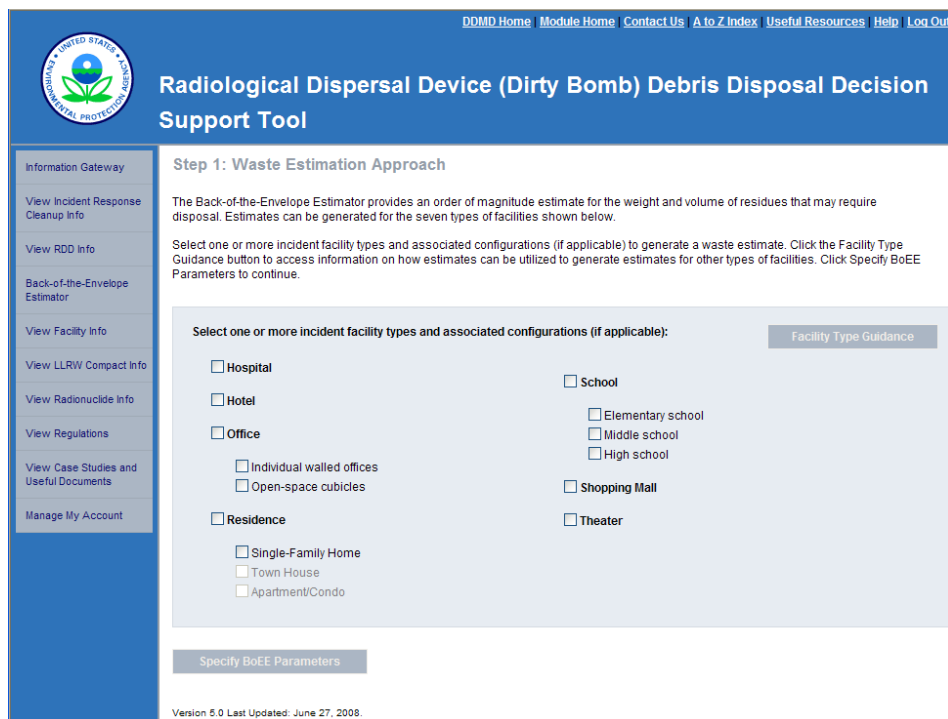 DDMD Home | Module Home | Contact Us | A to Z Index | Useful Resources | Help | Log Out
UNITED STATES
ENVIRONMENTAL PROTECTION AGENCY
Radiological Dispersal Device (Dirty Bomb) Debris Disposal Decision
Support Tool
Information Gateway
View Incident Response
Cleanup Info
View RDD Info
Back-of-the-Envelope
Estimator
View Facility Info
View LLRW Compact Info
View Radionuclide Info
View Regulations
View Case Studies and
Useful Documents
Manage My Account
Step 1: Waste Estimation Approach
The Back-of-the-Envelope Estimator provides an order of magnitude estimate for the weight and volume of residues that may require
disposal. Estimates can be generated for the seven types of facilities shown below.
Select one or more incident facility types and associated configurations (if applicable) to generate a waste estimate. Click the Facility Type
Guidance button to access information on how estimates can be utilized to generate estimates for other types of facilities. Click Specify BoEE
Parameters to continue.
Select one or more incident facility types and associated configurations (if applicable):
Facility Type Guidance
Hospital
Hotel
Office
Individual walled offices
Open-space cubicles
Residence
Single-Family Home
Town House
Apartment/Condo
School
Elementary school
Middle school
High school
Shopping Mall
Theater
Specify BoEE Parameters
Version 5.0 Last Updated: June 27, 2008.